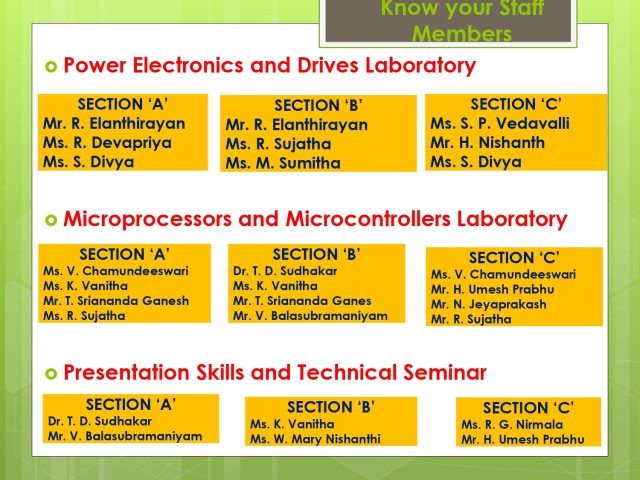 Know your Staff
Members
Power Electronics and Drives Laboratory
SECTION ‘A’
Mr. R. Elanthirayan
Ms. R. Devapriya
Ms. S. Divya
SECTION ‘B’
Mr. R. Elanthirayan
Ms. R. Sujatha
Ms. M. Sumitha
SECTION ‘C’
Ms. S. P. Vedavalli
Mr. H. Nishanth
Ms. S. Divya
Microprocessors and Microcontrollers Laboratory
SECTION ‘A’
Ms. V. Chamundeeswari
Ms. K. Vanitha
Mr. T. Sriananda Ganesh
Ms. R. Sujatha
SECTION ‘B’
Dr. T. D. Sudhakar
Ms. K. Vanitha
Mr. T. Sriananda Ganes
Mr. V. Balasubramaniyam
SECTION ‘C’
Ms. V. Chamundeeswari
Mr. H. Umesh Prabhu
Mr. N. Jeyaprakash
Mr. R. Sujatha
Presentation Skills and Technical Seminar
SECTION ‘A’
Dr. T. D. Sudhakar
Mr. V. Balasubramaniyam
SECTION ‘B’
Ms. K. Vanitha
Ms. W. Mary Nishanthi
SECTION ‘C’
Ms. R. G. Nirmala
Mr. H. Umesh Prabhu